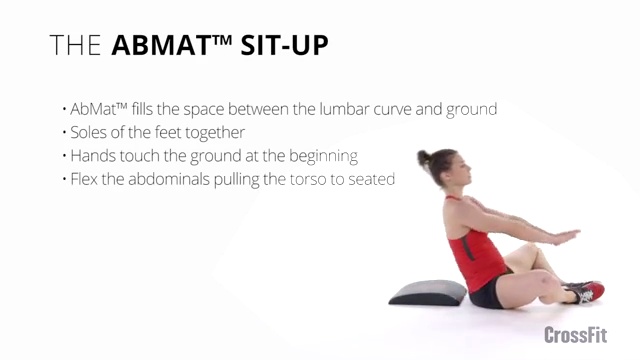 THE ABMAT™ SIT-UP
• AbMat™ fills the space between the lumbar curve and ground
• Soles of the feet together
• Hands touch the ground at the beginning
• Flex the abdominals pulling the torso to seated
CrossFit